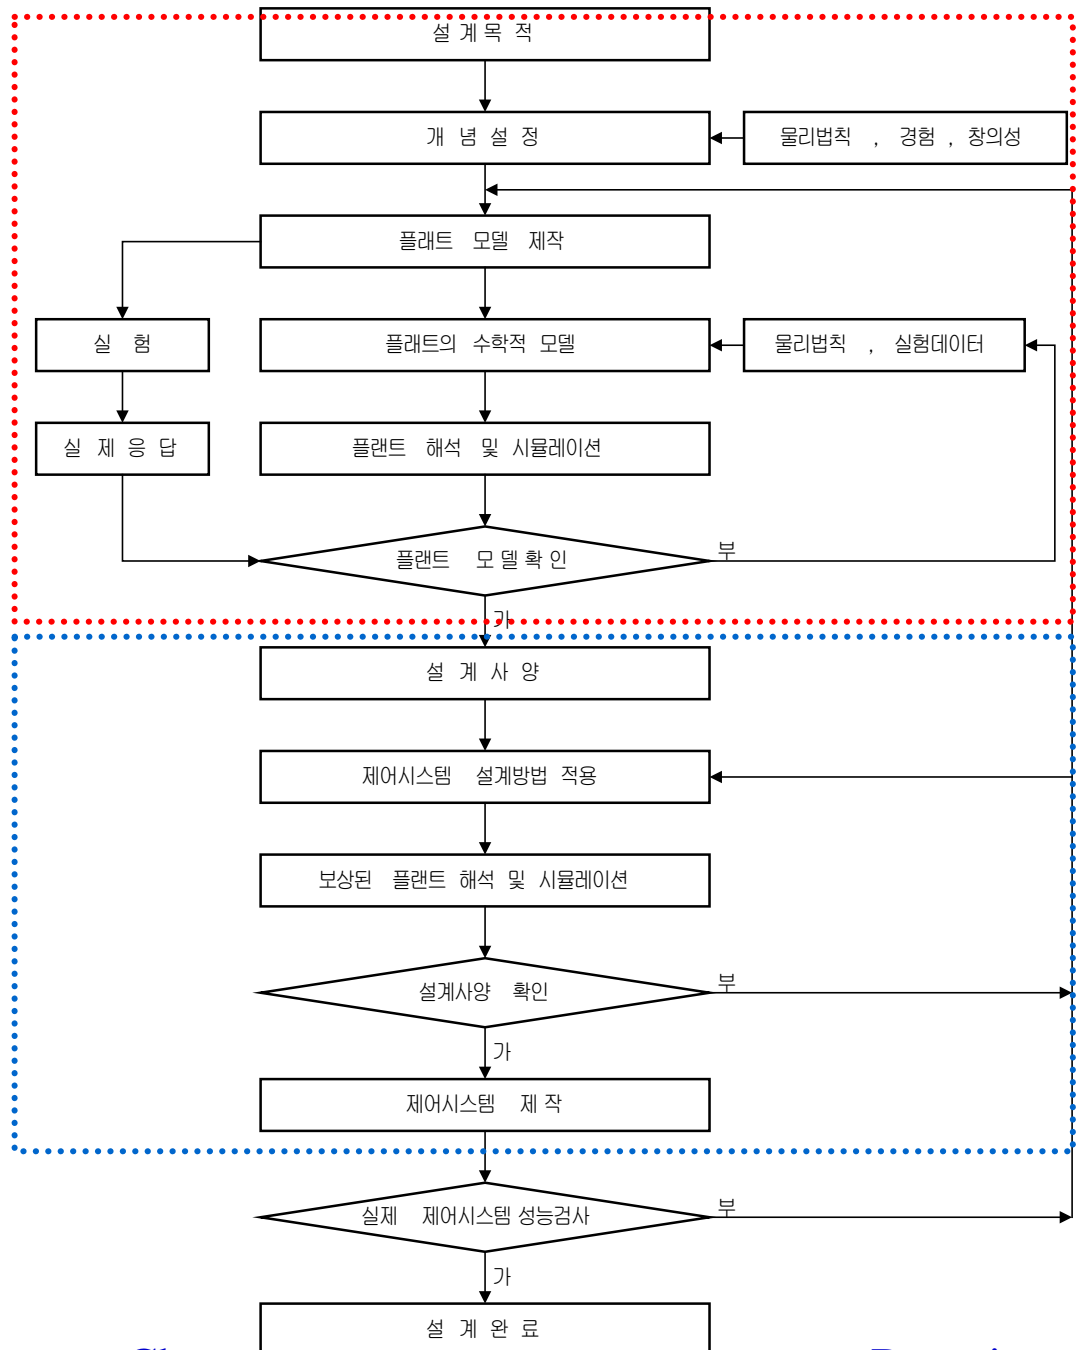 설계목적
개념설정
물리법칙 , 경험 , 창의성
플래트 모델 제작
실 험
플래트의 수학적 모델
물리법칙 , 실험데이터
실제응답
플랜트 해석 및 시뮬레이션
플랜트 모델확인
부
가
설계사양
제어시스템 설계방법 적용
보상된 플랜트 해석 및 시뮬레이션
설계사양 확인
부
가
제어시스템 제작
실제 제어시스템 성능검사
부
가
설계완료